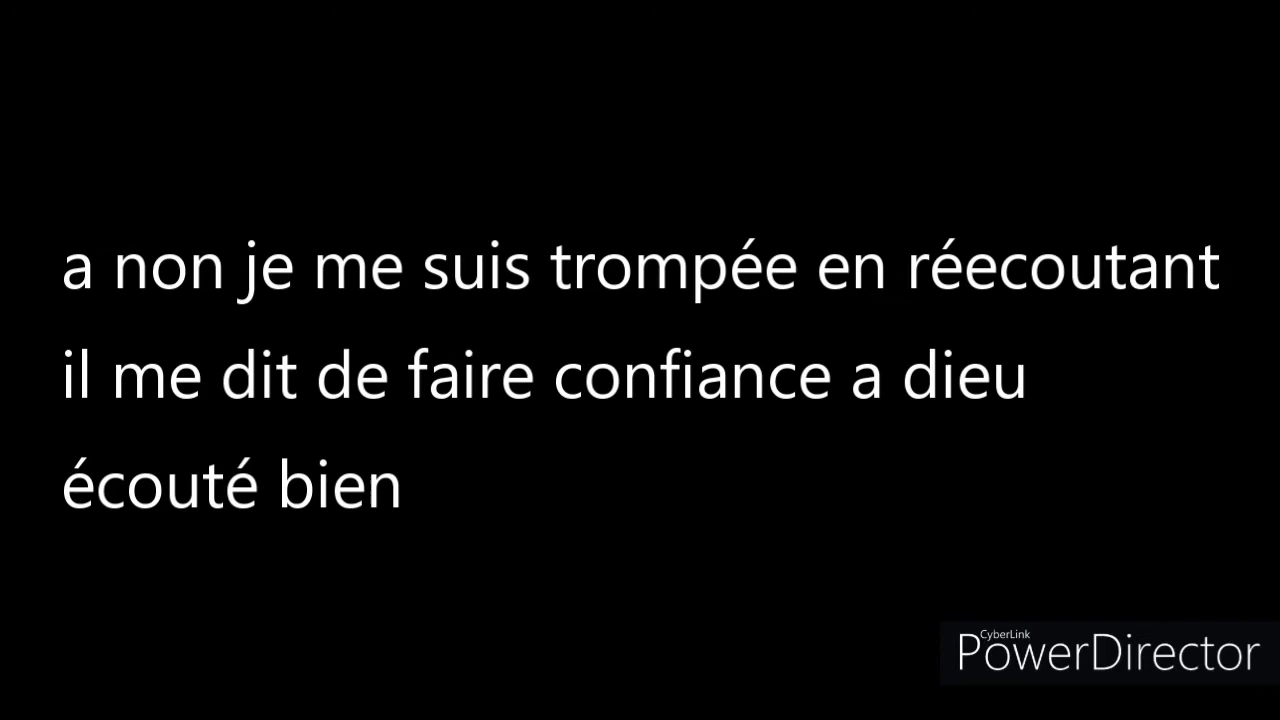 a non je me suis trompée en réecoutant
il me dit de faire confiance a dieu
écouté bien
CyberLink
PowerDirector